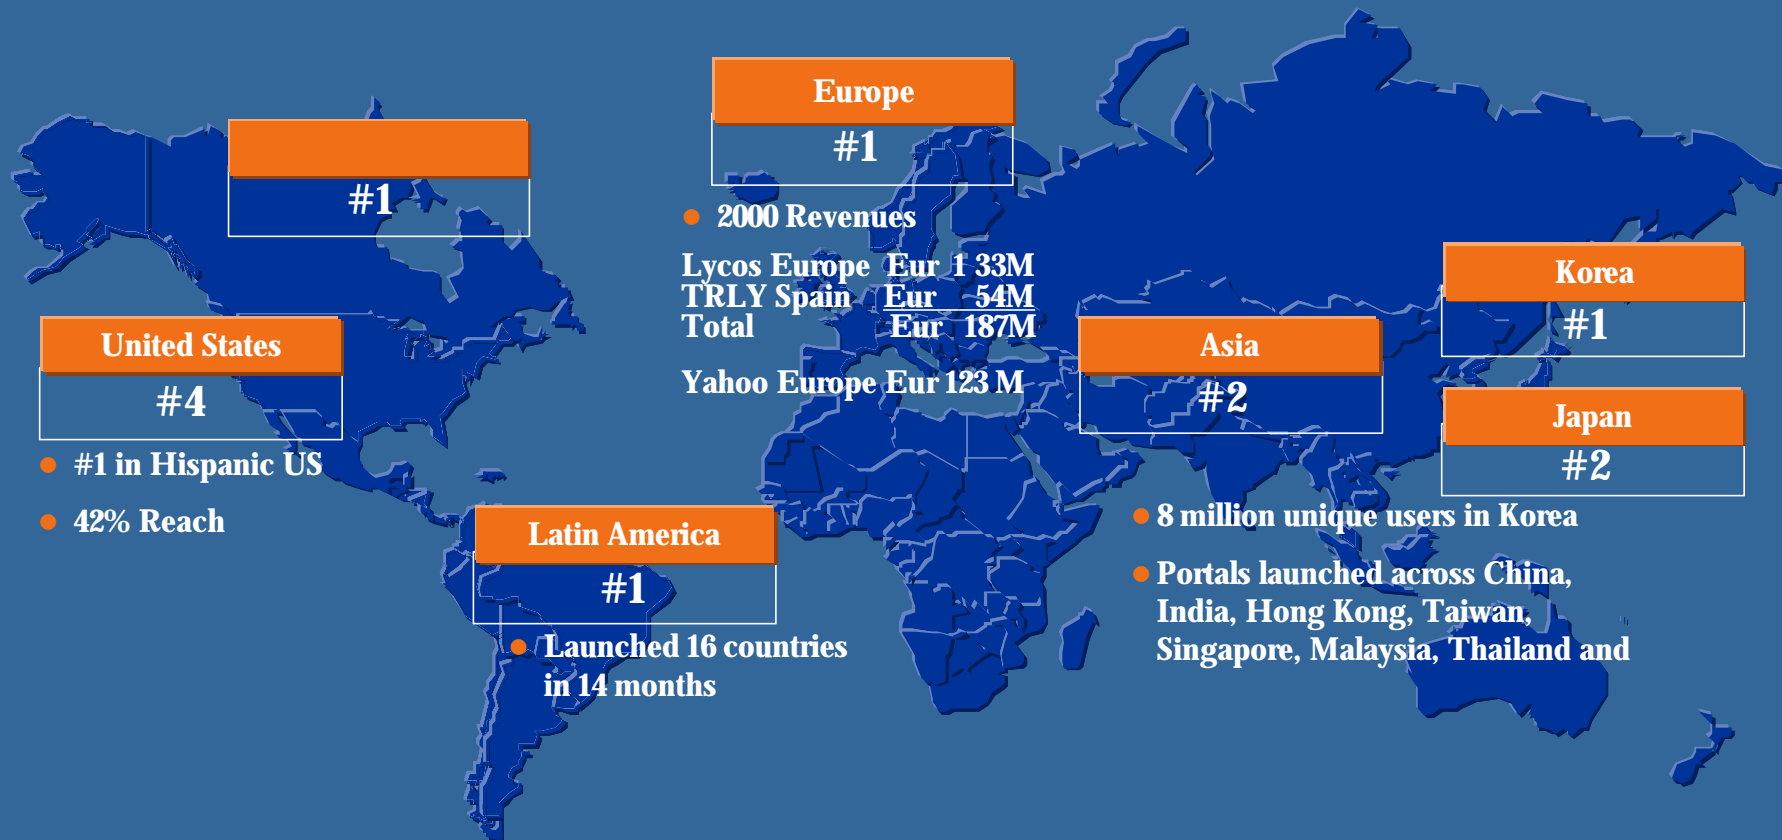 #1
United States
#4
#1 in Hispanic US
42% Reach
Europe
#1
2000 Revenues
Lycos Europe Eur 1 33M
TRLY Spain Eur 54M
Total Eur 187M
Yahoo Europe Eur 123 M
Latin America
#1
Launched 16 countries
in 14 months
Asia
#2
Korea
#1
Japan
#2
8 million unique users in Korea
Portals launched across China,
India, Hong Kong, Taiwan,
Singapore, Malaysia, Thailand and